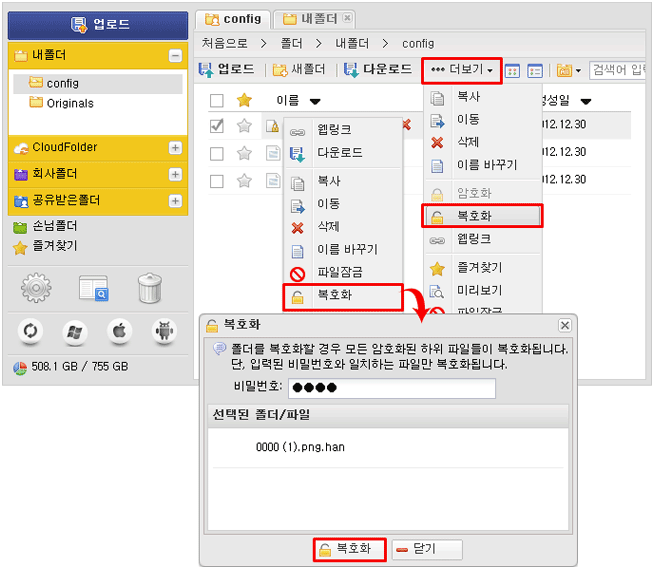 업로드
내폴더
config
Originals
CloudFolder
회사폴더
공유받은폴더
손님폴더
즐겨찾기
508.1 GB / 755 GB
config
내폴더
처음으로 > 폴더 > 내폴더 > config
업로드 새폴더 다운로드 더보기 검색어 입
이름
성일
012.12.30
012.12.30
012.12.30
웹링크
다운로드
복사
이동
삭제
이름 바꾸기
파일잠금
복호화
복사
이동
삭제
이름 바꾸기
암호화
복호화
웹링크
즐겨찾기
미리보기
파일잠금
복호화
폴더를 복호화할 경우 모든 암호화된 하위 파일들이 복호화됩니다.
단, 입력된 비밀번호와 일치하는 파일만 복호화됩니다.
비밀번호: ●●●●
선택된 폴더/파일
0000 (1).png.han
복호화 닫기